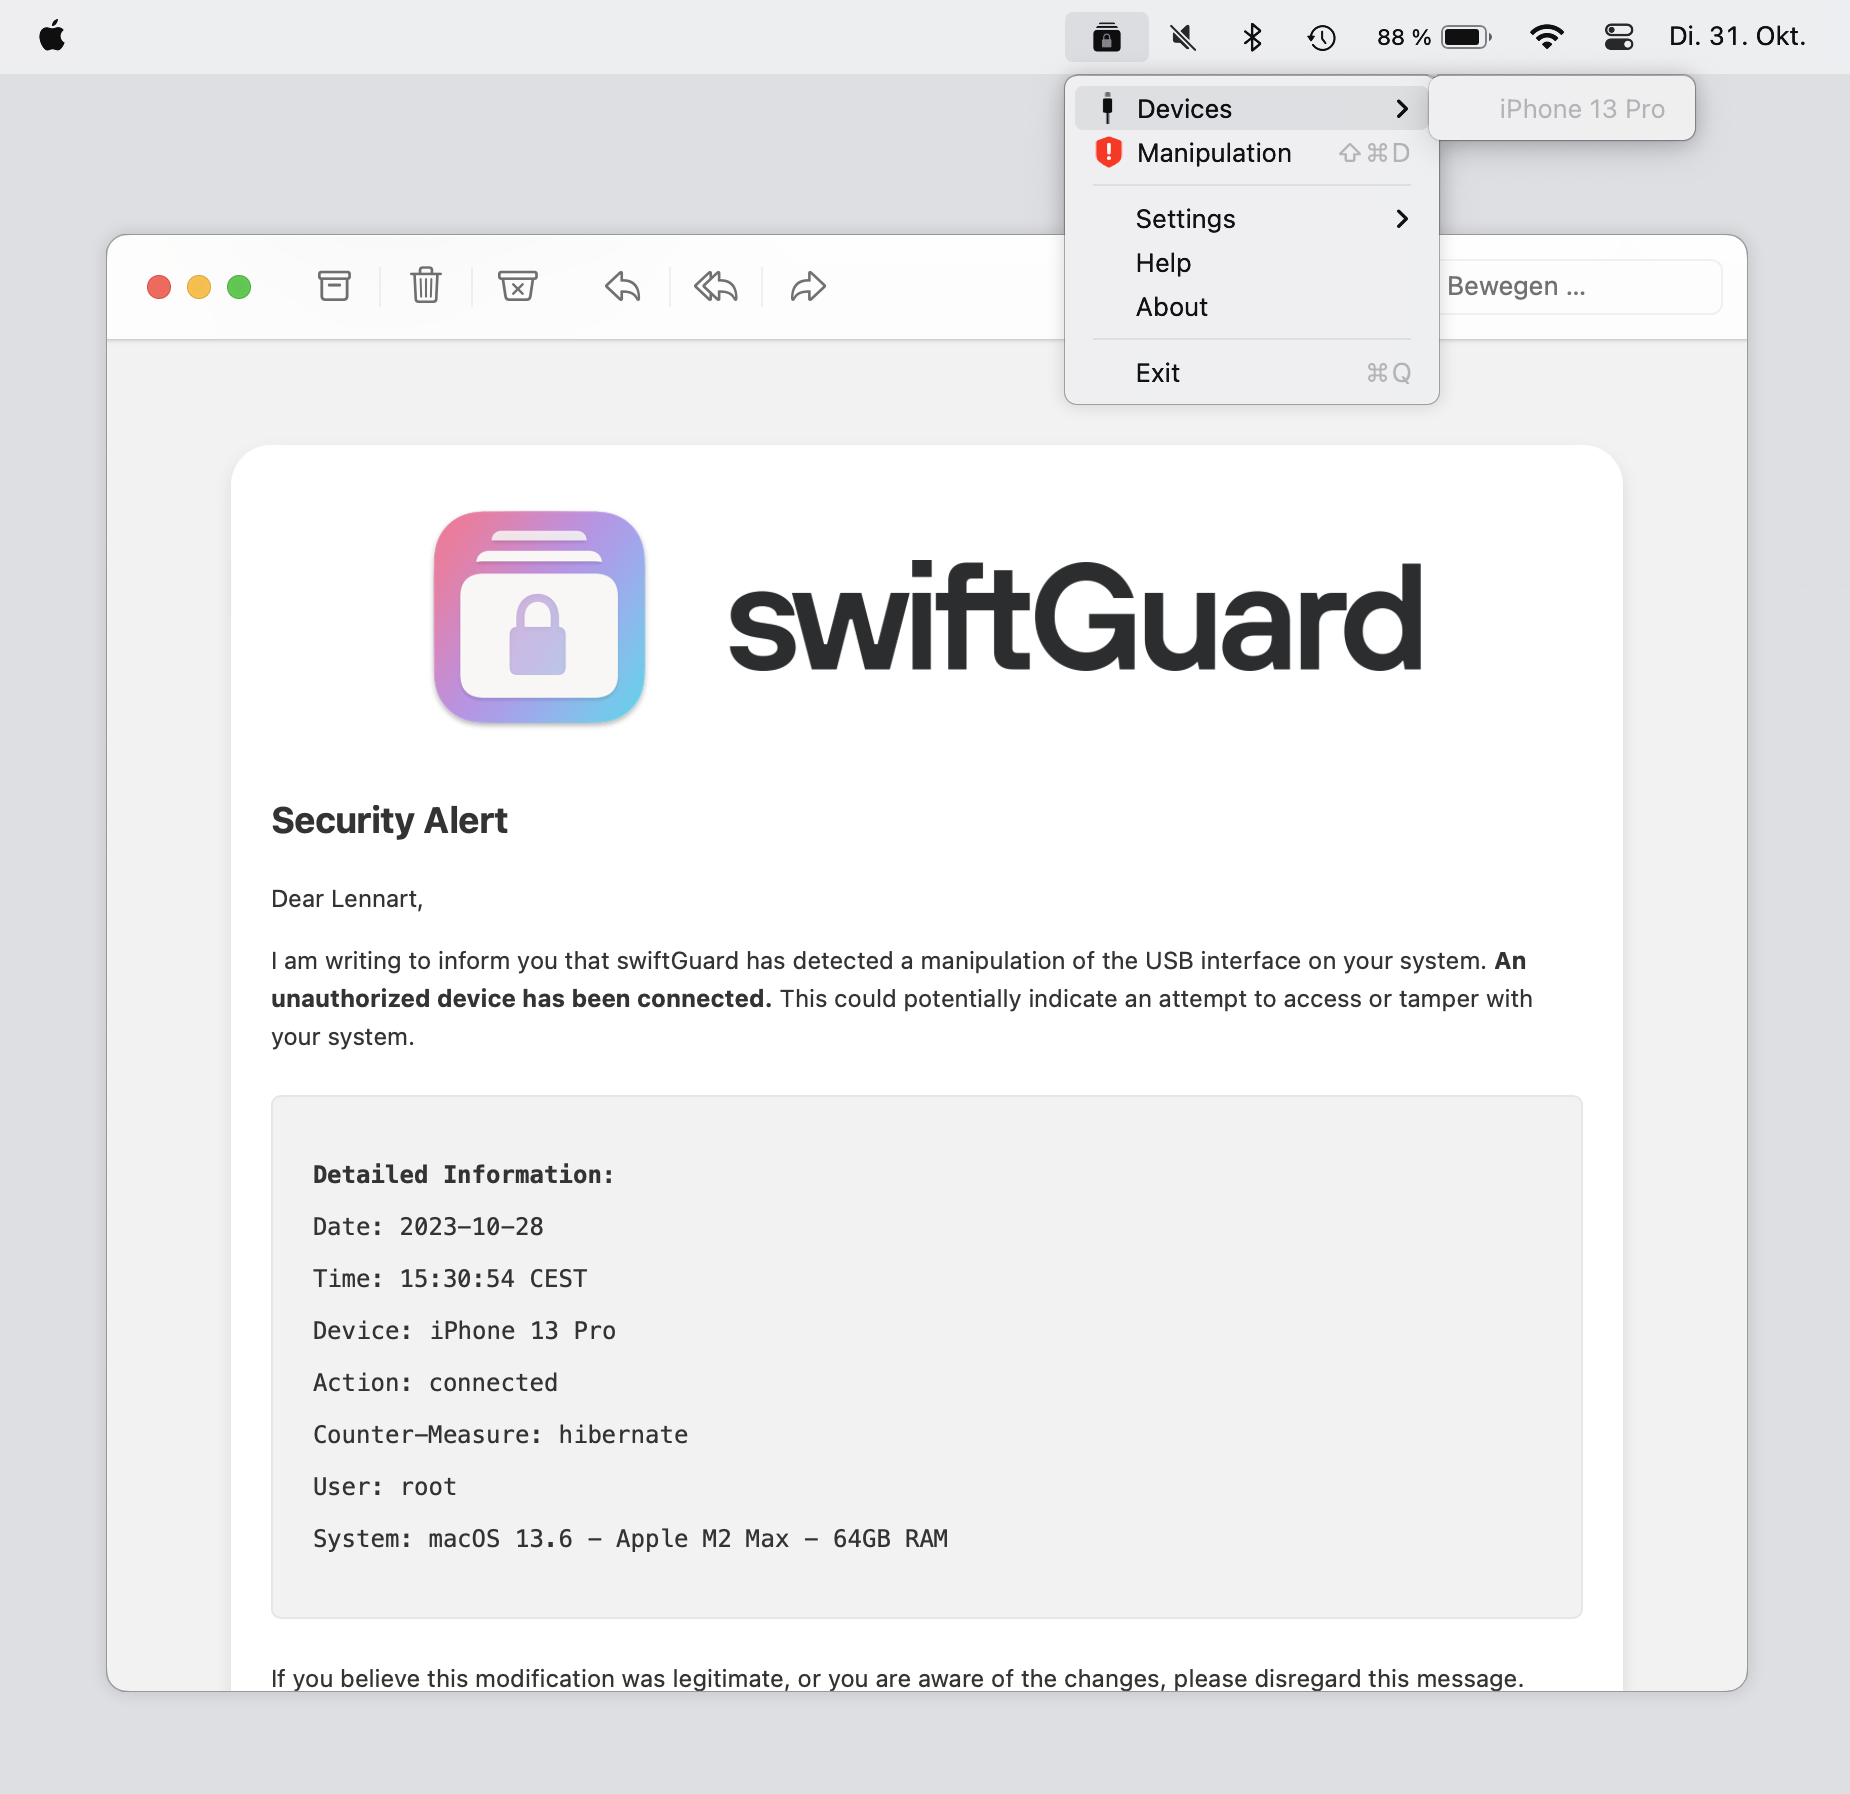 88 %
Di. 31. Okt.
Devices
iPhone 13 Pro
Manipulation ⇧⌘D
Settings
Help
About
Exit ⌘Q
Bewegen ...
swiftGuard
Security Alert
Dear Lennart,
I am writing to inform you that swiftGuard has detected a manipulation of the USB interface on your system. An
unauthorized device has been connected. This could potentially indicate an attempt to access or tamper with
your system.
Detailed Information:
Date: 2023-10-28
Time: 15:30:54 CEST
Device: iPhone 13 Pro
Action: connected
Counter-Measure: hibernate
User: root
System: macOS 13.6 - Apple M2 Max - 64GB RAM
If you believe this modification was legitimate, or you are aware of the changes, please disregard this message.